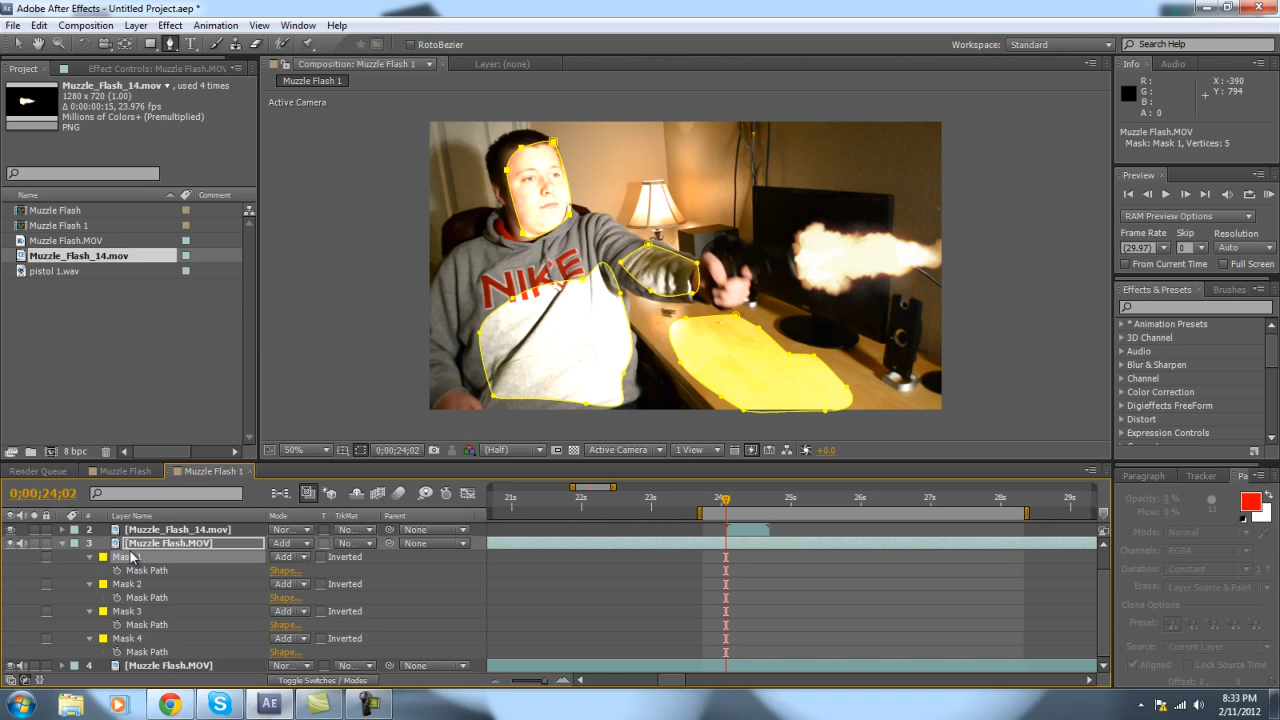 Adobe After Effects - Untitled Project.aep *
File Edit Composition Layer Effect Animation View Window Help
RotoBezier
Workspace: Standard
Search Help
Project
Effect Controls: Muzzle Flash.MOV
Muzzle_Flash_14.mov ▾, used 4 times
1280 x 720 (1.00)
Δ 0:00:00:15, 23.976 fps
Millions of Colors+ (Premultiplied)
PNG
Name Comment
Muzzle Flash
Muzzle Flash 1
Muzzle Flash.MOV
Muzzle_Flash_14.mov
pistol 1.wav
8 bpc
Composition: Muzzle Flash 1
Layer: (none)
Muzzle Flash 1
Active Camera
NIKE
50%
0;00;24;02
(Half)
Active Camera
1 View
+0.0
Info
Audio
R :
G :
B :
A : 0
X : -390
Y : 794
Muzzle Flash.MOV
Mask: Mask 1, Vertices: 5
Preview
RAM Preview Options
Frame Rate Skip Resolution
(29.97) 0 Auto
From Current Time Full Screen
Effects & Presets
Brushes
* Animation Presets
3D Channel
Audio
Blur & Sharpen
Channel
Color Correction
Digieffects FreeForm
Distort
Expression Controls
Render Queue
Muzzle Flash
Muzzle Flash 1
0;00;24;02
21s 22s 23s 24s 25s 26s 27s 28s 29s
# Layer Name Mode T TrkMat Parent
2 [Muzzle_Flash_14.mov] Nor... No... None
3 [Muzzle Flash.MOV] Add No... None
Mask 1 Add Inverted
Mask Path Shape...
Mask 2 Add Inverted
Mask Path Shape...
Mask 3 Add Inverted
Mask Path Shape...
Mask 4 Add Inverted
Mask Path Shape...
4 [Muzzle Flash.MOV] Nor... No... None
Toggle Switches / Modes
Paragraph
Tracker
Pa
Opacity: 0 %
Flow: 0 %
13
Mode: Normal
Channels: RGBA
Duration: Constant
Erase: Layer Source & Paint
Clone Options
Preset:
Source: Current Layer
Aligned Lock Source Time
Offset: 0,
8:33 PM
2/11/2012